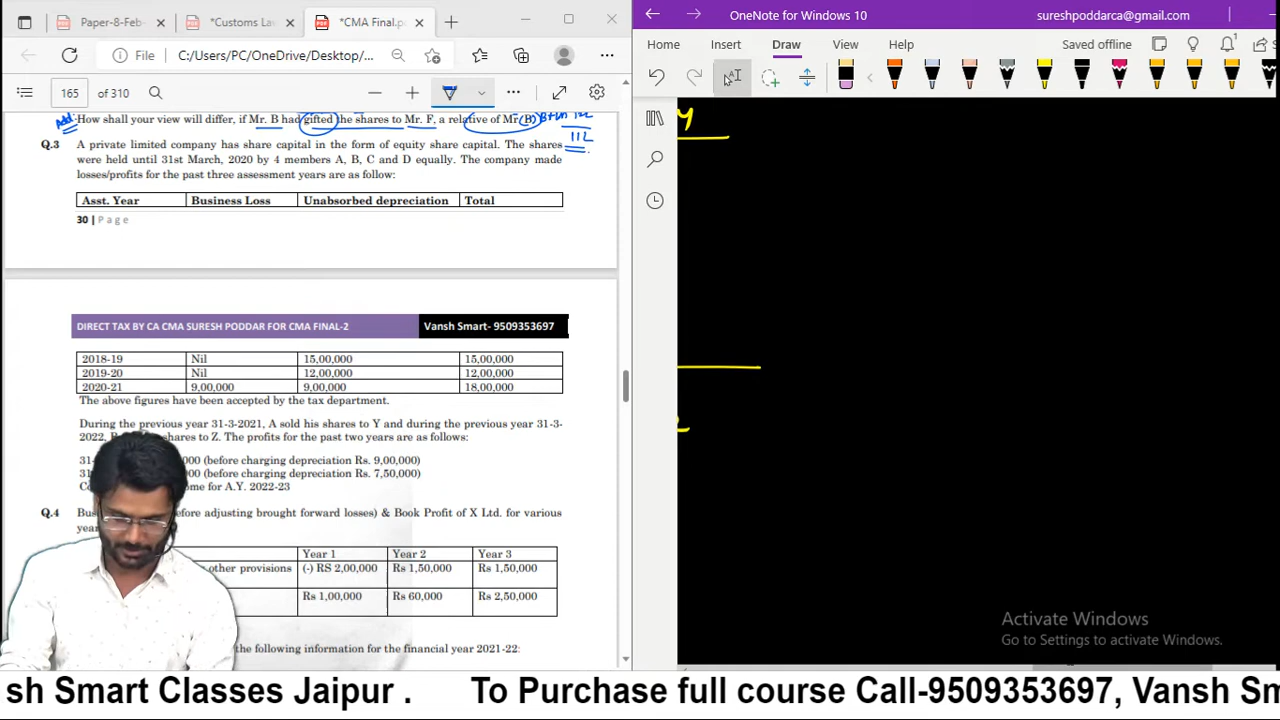 Paper-8-Feb-
*Customs La
*CMA Final.p
File
C:/Users/PC/OneDrive/Desktop/...
165 of 310
How shall your view will differ, if Mr. B had gifted the shares to Mr. F, a relative of Mr. B.
112
Q.3 A private limited company has share capital in the form of equity share capital. The shares
were held until 31st March, 2020 by 4 members A, B, C and D equally. The company made
losses/profits for the past three assessment years are as follow:
Asst. Year Business Loss Unabsorbed depreciation Total
30 | Page
DIRECT TAX BY CA CMA SURESH PODDAR FOR CMA FINAL-2 Vansh Smart- 9509353697
2018-19 Nil 15,00,000 15,00,000
2019-20 Nil 12,00,000 12,00,000
2020-21 9,00,000 9,00,000 18,00,000
The above figures have been accepted by the tax department.
During the previous year 31-3-2021, A sold his shares to Y and during the previous year 31-3-
2022, shares to Z. The profits for the past two years are as follows:
31- 000 (before charging depreciation Rs. 9,00,000)
31 000 (before charging depreciation Rs. 7,50,000)
ome for A.Y. 2022-23
Q.4 Bus efore adjusting brought forward losses) & Book Profit of X Ltd. for various
year
Year 1 Year 2 Year 3
other provisions (-) RS 2,00,000 Rs 1,50,000 Rs 1,50,000
Rs 1,00,000 Rs 60,000 Rs 2,50,000
the following information for the financial year 2021-22:
OneNote for Windows 10
sureshpoddarca@gmail.com
Home Insert Draw View Help
Saved offline
Y
Activate Windows
Go to Settings to activate Windows.
sh Smart Classes Jaipur . To Purchase full course Call-9509353697, Vansh Sm